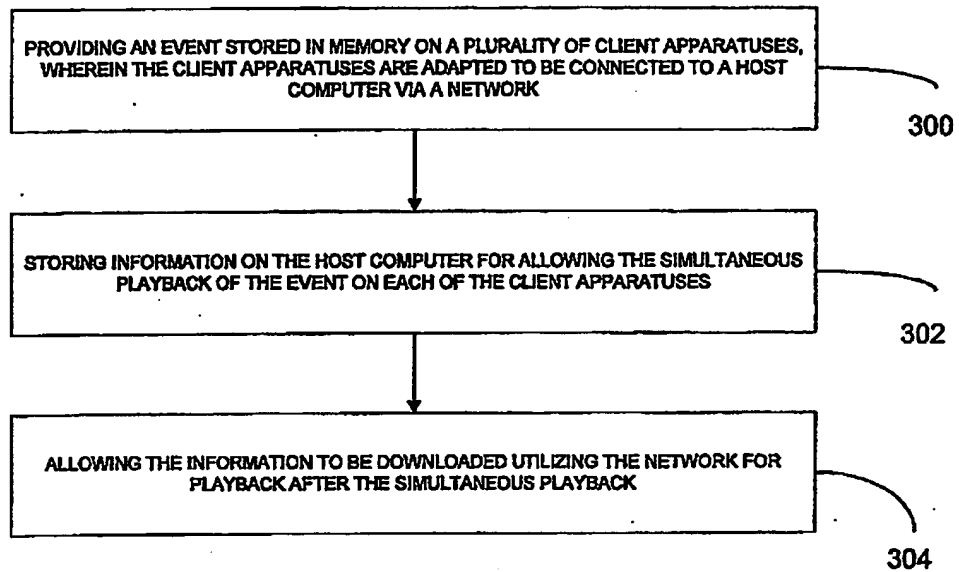 PROVIDING AN EVENT STORED IN MEMORY ON A PLURALITY OF CLIENT APPARATUSES,
WHEREIN THE CLIENT APPARATUSES ARE ADAPTED TO BE CONNECTED TO A HOST
COMPUTER VIA A NETWORK
300
STORING INFORMATION ON THE HOST COMPUTER FOR ALLOWING THE SIMULTANEOUS
PLAYBACK OF THE EVENT ON EACH OF THE CLIENT APPARATUSES
302
ALLOWING THE INFORMATION TO BE DOWNLOADED UTILIZING THE NETWORK FOR
PLAYBACK AFTER THE SIMULTANEOUS PLAYBACK
304